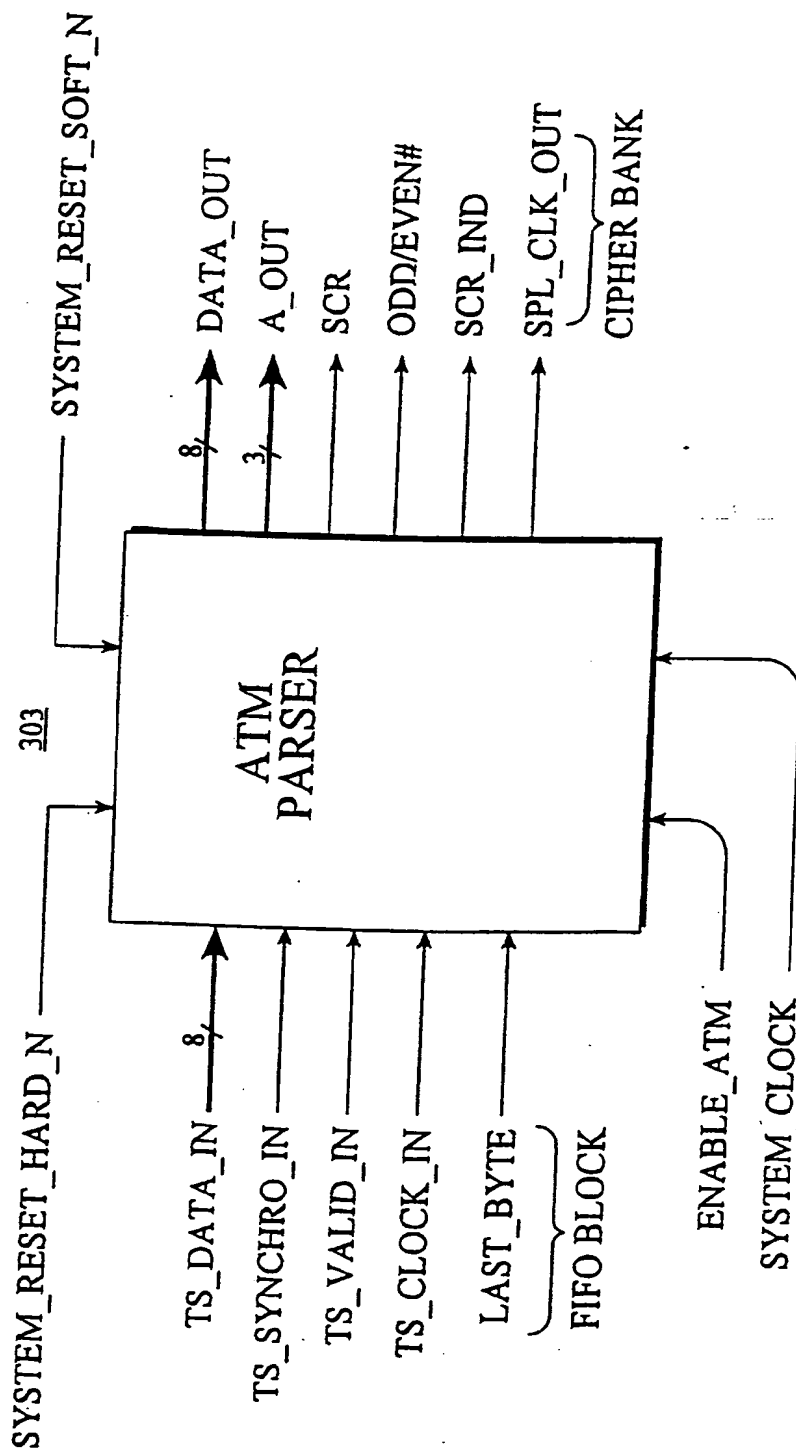 303
SYSTEM_RESET_HARD_N
SYSTEM_RESET_SOFT_N
TS_DATA_IN
8
TS_SYNCHRO_IN
TS_VALID_IN
TS_CLOCK_IN
LAST_BYTE
FIFO BLOCK
ATM
PARSER
8
DATA_OUT
3
A_OUT
SCR
ODD/EVEN#
SCR_IND
SPL_CLK_OUT
CIPHER BANK
ENABLE_ATM
SYSTEM CLOCK